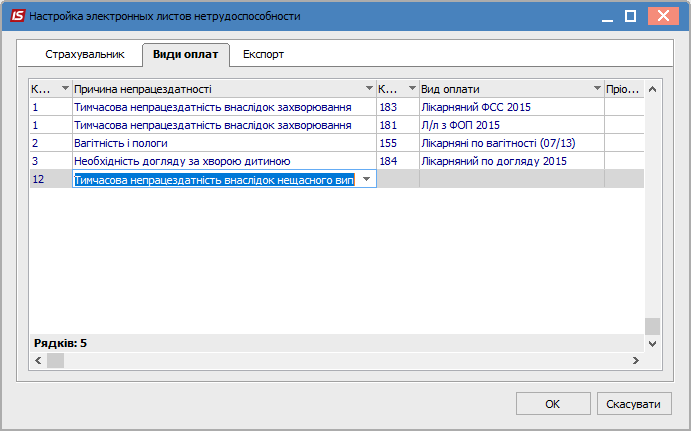 IS Настройка электронных листов нетрудоспособности
Страхувальник Види оплат Експорт
К... Причина непрацездатності К... Вид оплати Пріо...
1 Тимчасова непрацездатність внаслідок захворювання 183 Лікарняний ФСС 2015
1 Тимчасова непрацездатність внаслідок захворювання 181 Л/л з ФОП 2015
2 Вагітність і пологи 155 Лікарняні по вагітності (07/13)
3 Необхідність догляду за хворою дитиною 184 Лікарняний по догляду 2015
12 Тимчасова непрацездатність внаслідок нещасного вип
Рядків: 5
OK Скасувати